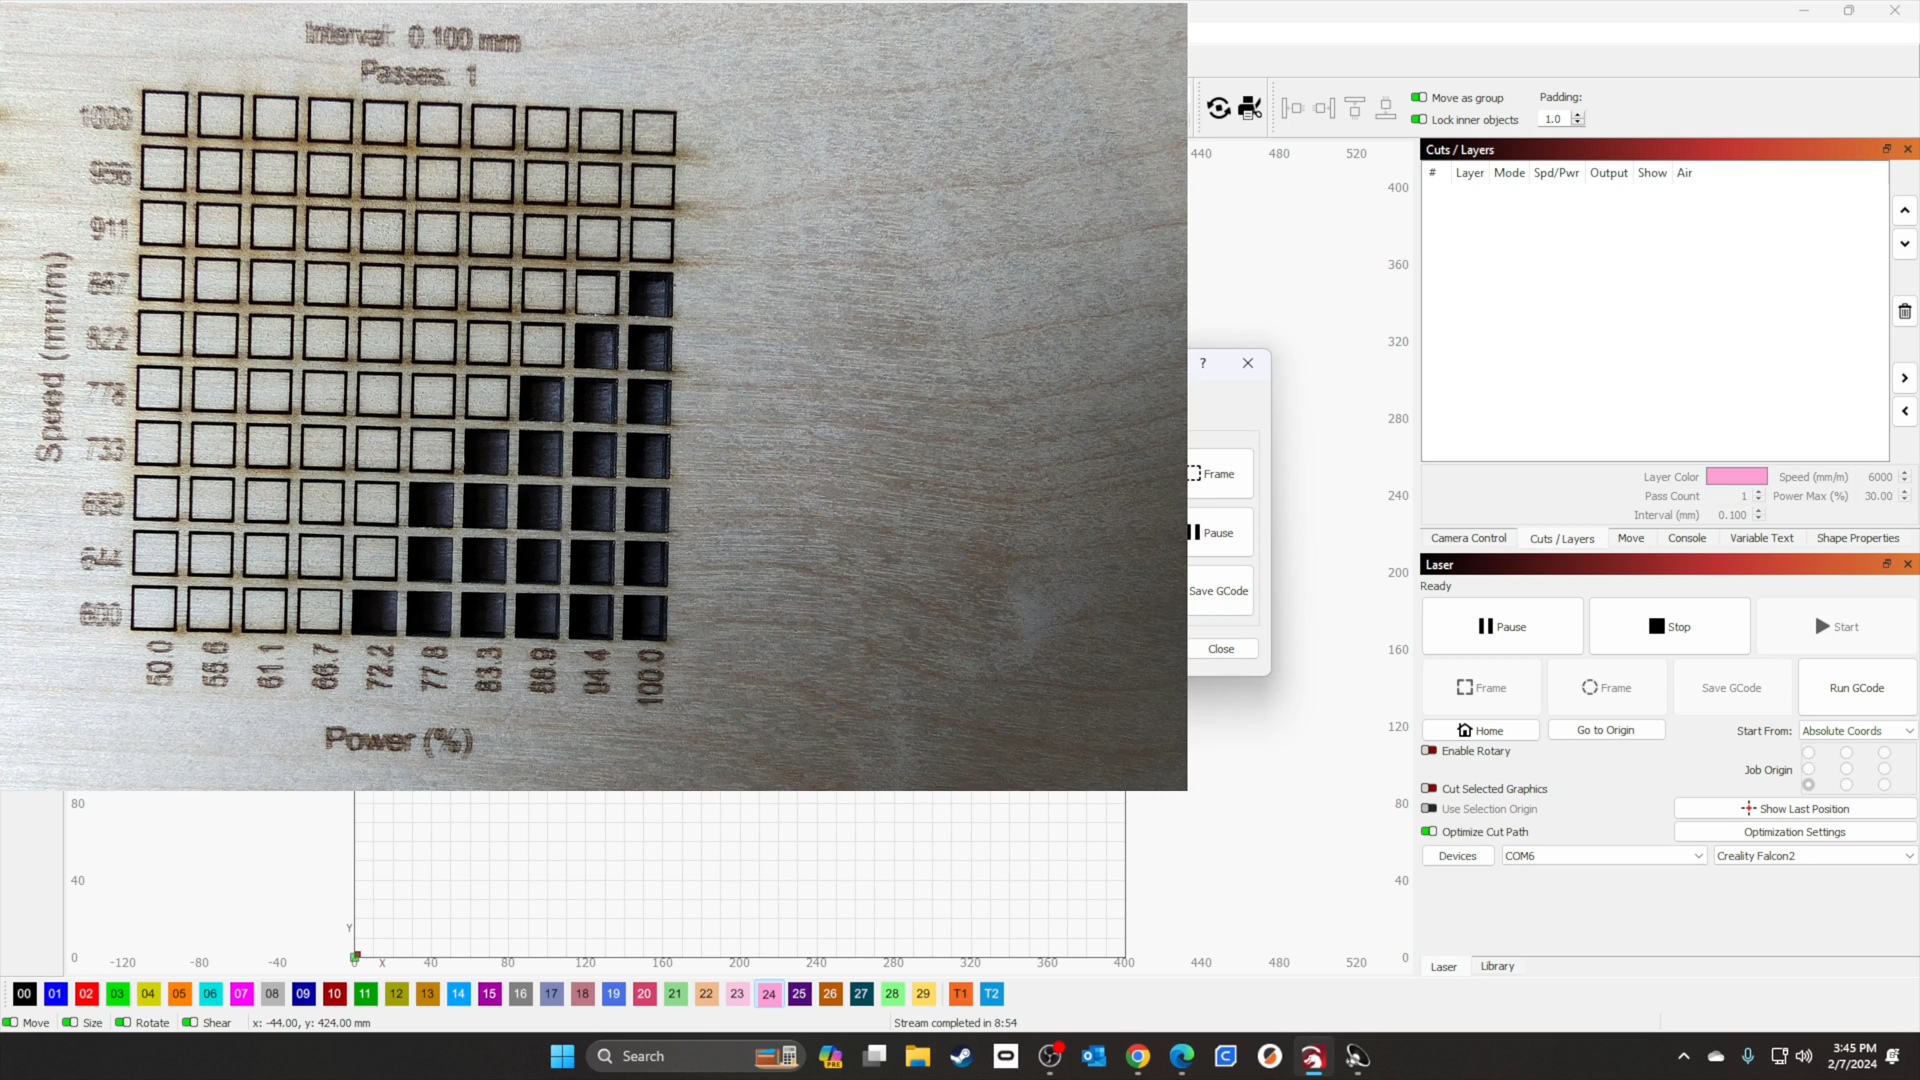 Interval: 0.100 mm
Passes: 1
1000
956
911
867
822
778
733
689
644
600
Speed (mm/m)
50.0 55.6 61.1 66.7 72.2 77.8 83.3 88.9 94.4 100.0
Power (%)
Move as group
Lock inner objects
Padding:
1.0
440 480 520
400
360
320
280
240
200
160
120
80
40
0
?
Frame
Pause
Save GCode
Close
Cuts / Layers
# Layer Mode Spd/Pwr Output Show Air
Layer Color Speed (mm/m) 6000
Pass Count 1 Power Max (%) 30.00
Interval (mm) 0.100
Camera Control Cuts / Layers Move Console Variable Text Shape Properties
Laser
Ready
Pause Stop Start
Frame Frame Save GCode Run GCode
Home Go to Origin Start From: Absolute Coords
Enable Rotary
Job Origin
Cut Selected Graphics
Use Selection Origin Show Last Position
Optimize Cut Path Optimization Settings
Devices COM6 Creality Falcon2
Laser Library
80
40
0
Y
X
-120 -80 -40 0 40 80 120 160 200 240 280 320 360 400 440 480 520
00 01 02 03 04 05 06 07 08 09 10 11 12 13 14 15 16 17 18 19 20 21 22 23 24 25 26 27 28 29 T1 T2
Move Size Rotate Shear x: -44.00, y: 424.00 mm Stream completed in 8:54
Search
PRE
3:45 PM
2/7/2024